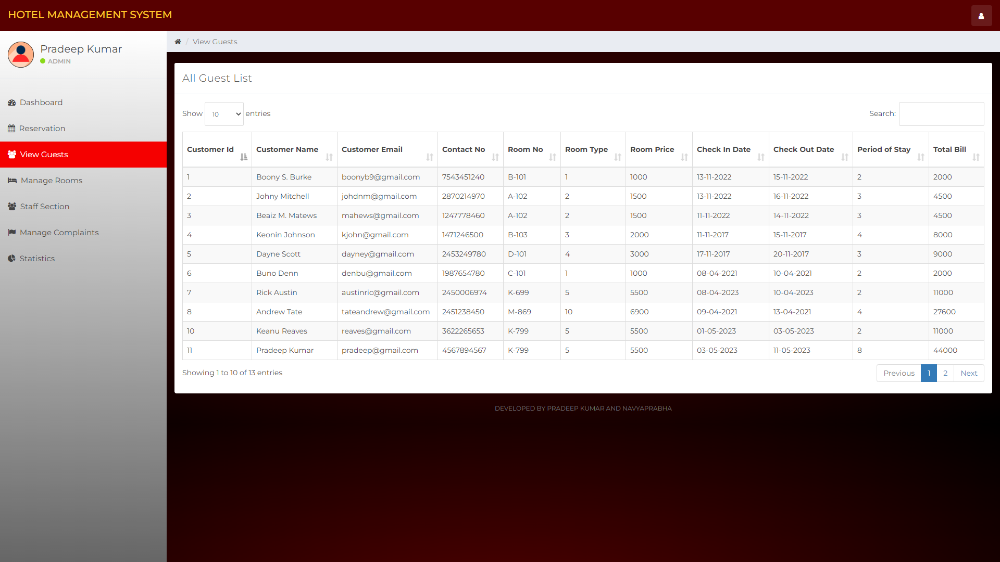 HOTEL MANAGEMENT SYSTEM
Pradeep Kumar
ADMIN
Dashboard
Reservation
View Guests
Manage Rooms
Staff Section
Manage Complaints
Statistics
/ View Guests
All Guest List
Show 10 entries Search:
Customer Id Customer Name Customer Email Contact No Room No Room Type Room Price Check In Date Check Out Date Period of Stay Total Bill
1 Boony S. Burke boonyb9@gmail.com 7543451240 B-101 1 1000 13-11-2022 15-11-2022 2 2000
2 Johny Mitchell johdnm@gmail.com 2870214970 A-102 2 1500 13-11-2022 16-11-2022 3 4500
3 Beaiz M. Matews mahews@gmail.com 1247778460 A-102 2 1500 11-11-2022 14-11-2022 3 4500
4 Keonin Johnson kjohn@gmail.com 1471246500 B-103 3 2000 11-11-2017 15-11-2017 4 8000
5 Dayne Scott dayney@gmail.com 2453249780 D-101 4 3000 17-11-2017 20-11-2017 3 9000
6 Buno Denn denbu@gmail.com 1987654780 C-101 1 1000 08-04-2021 10-04-2021 2 2000
7 Rick Austin austinric@gmail.com 2450006974 K-699 5 5500 08-04-2023 10-04-2023 2 11000
8 Andrew Tate tateandrew@gmail.com 2451238450 M-869 10 6900 09-04-2021 13-04-2021 4 27600
10 Keanu Reaves reaves@gmail.com 3622265653 K-799 5 5500 01-05-2023 03-05-2023 2 11000
11 Pradeep Kumar pradeep@gmail.com 4567894567 K-799 5 5500 03-05-2023 11-05-2023 8 44000
Showing 1 to 10 of 13 entries Previous 1 2 Next
DEVELOPED BY PRADEEP KUMAR AND NAVYAPRABHA